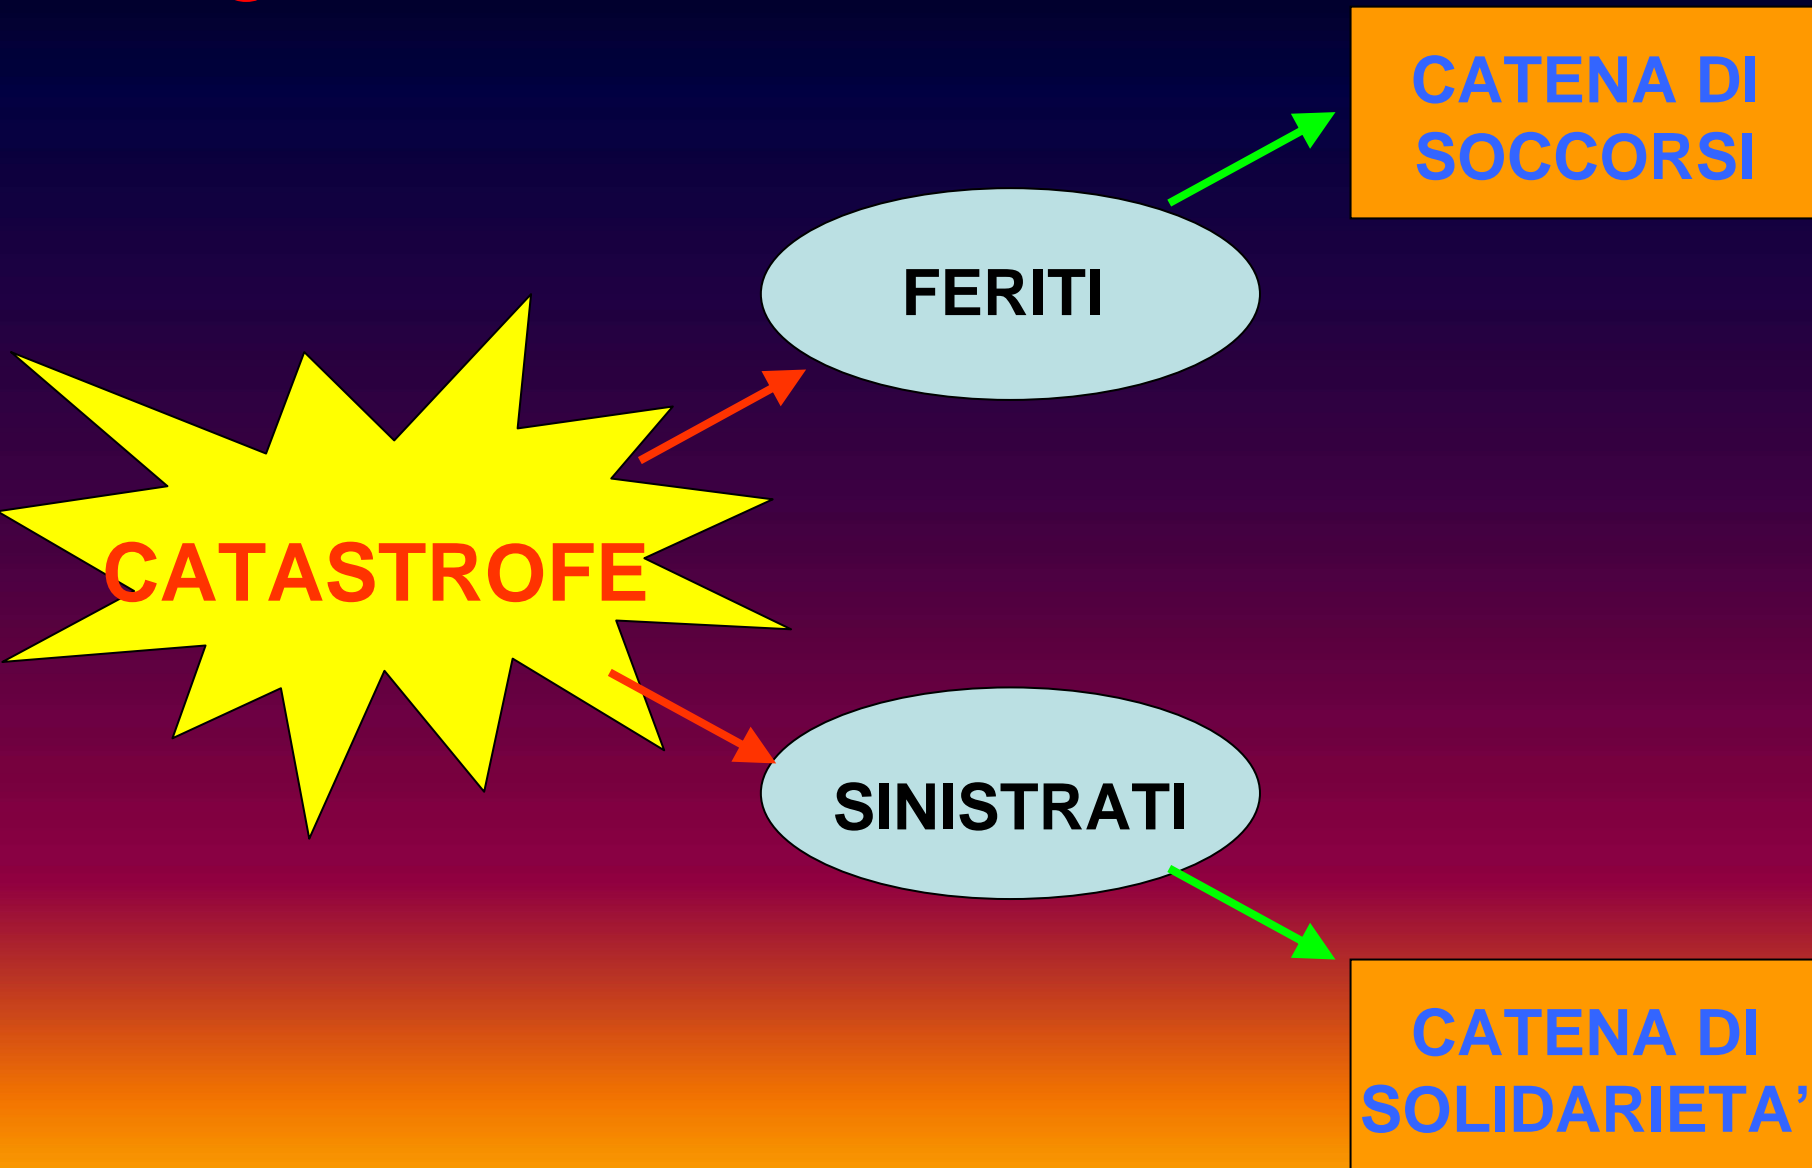 CATENA DI
SOCCORSI
FERITI
CATASTROFE
SINISTRATI
CATENA DI
SOLIDARIETA’